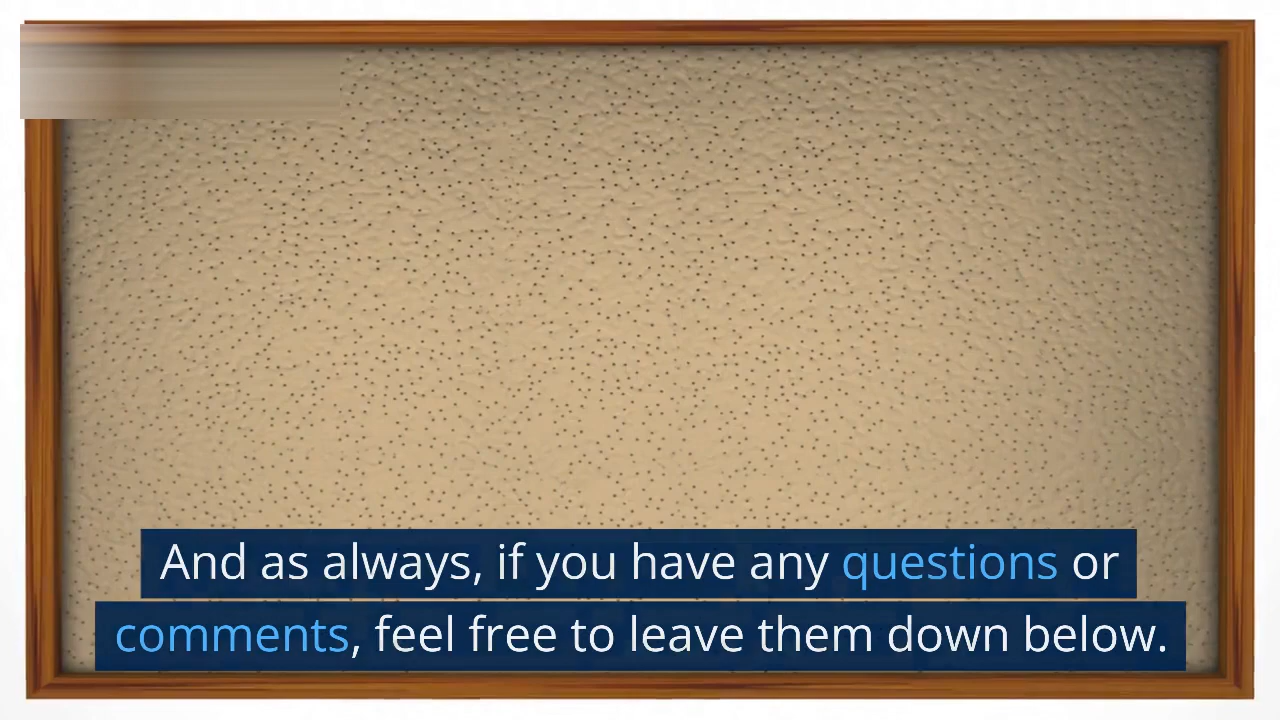 And as always, if you have any questions or
comments, feel free to leave them down below.